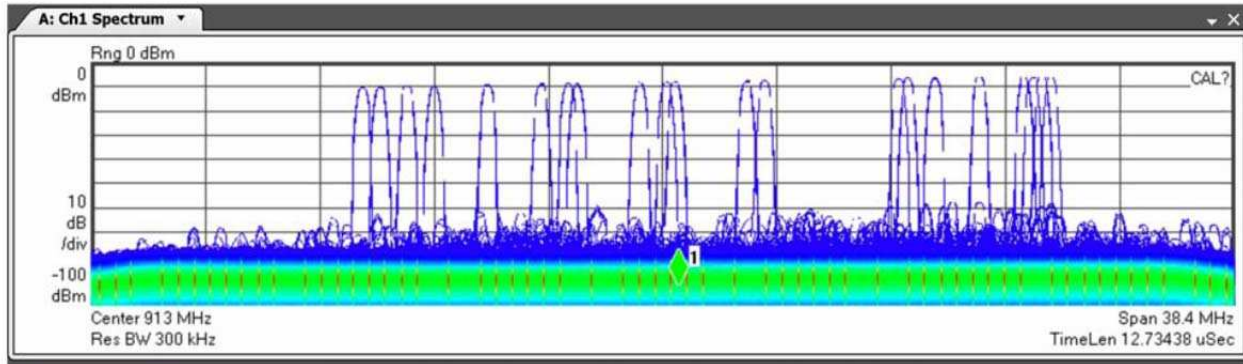 A: Ch1 Spectrum
Rng 0 dBm
0
dBm
CAL?
10
dB
/div
1
-100
dBm
Center 913 MHz
Span 38.4 MHz
Res BW 300 kHz
TimeLen 12.73438 uSec